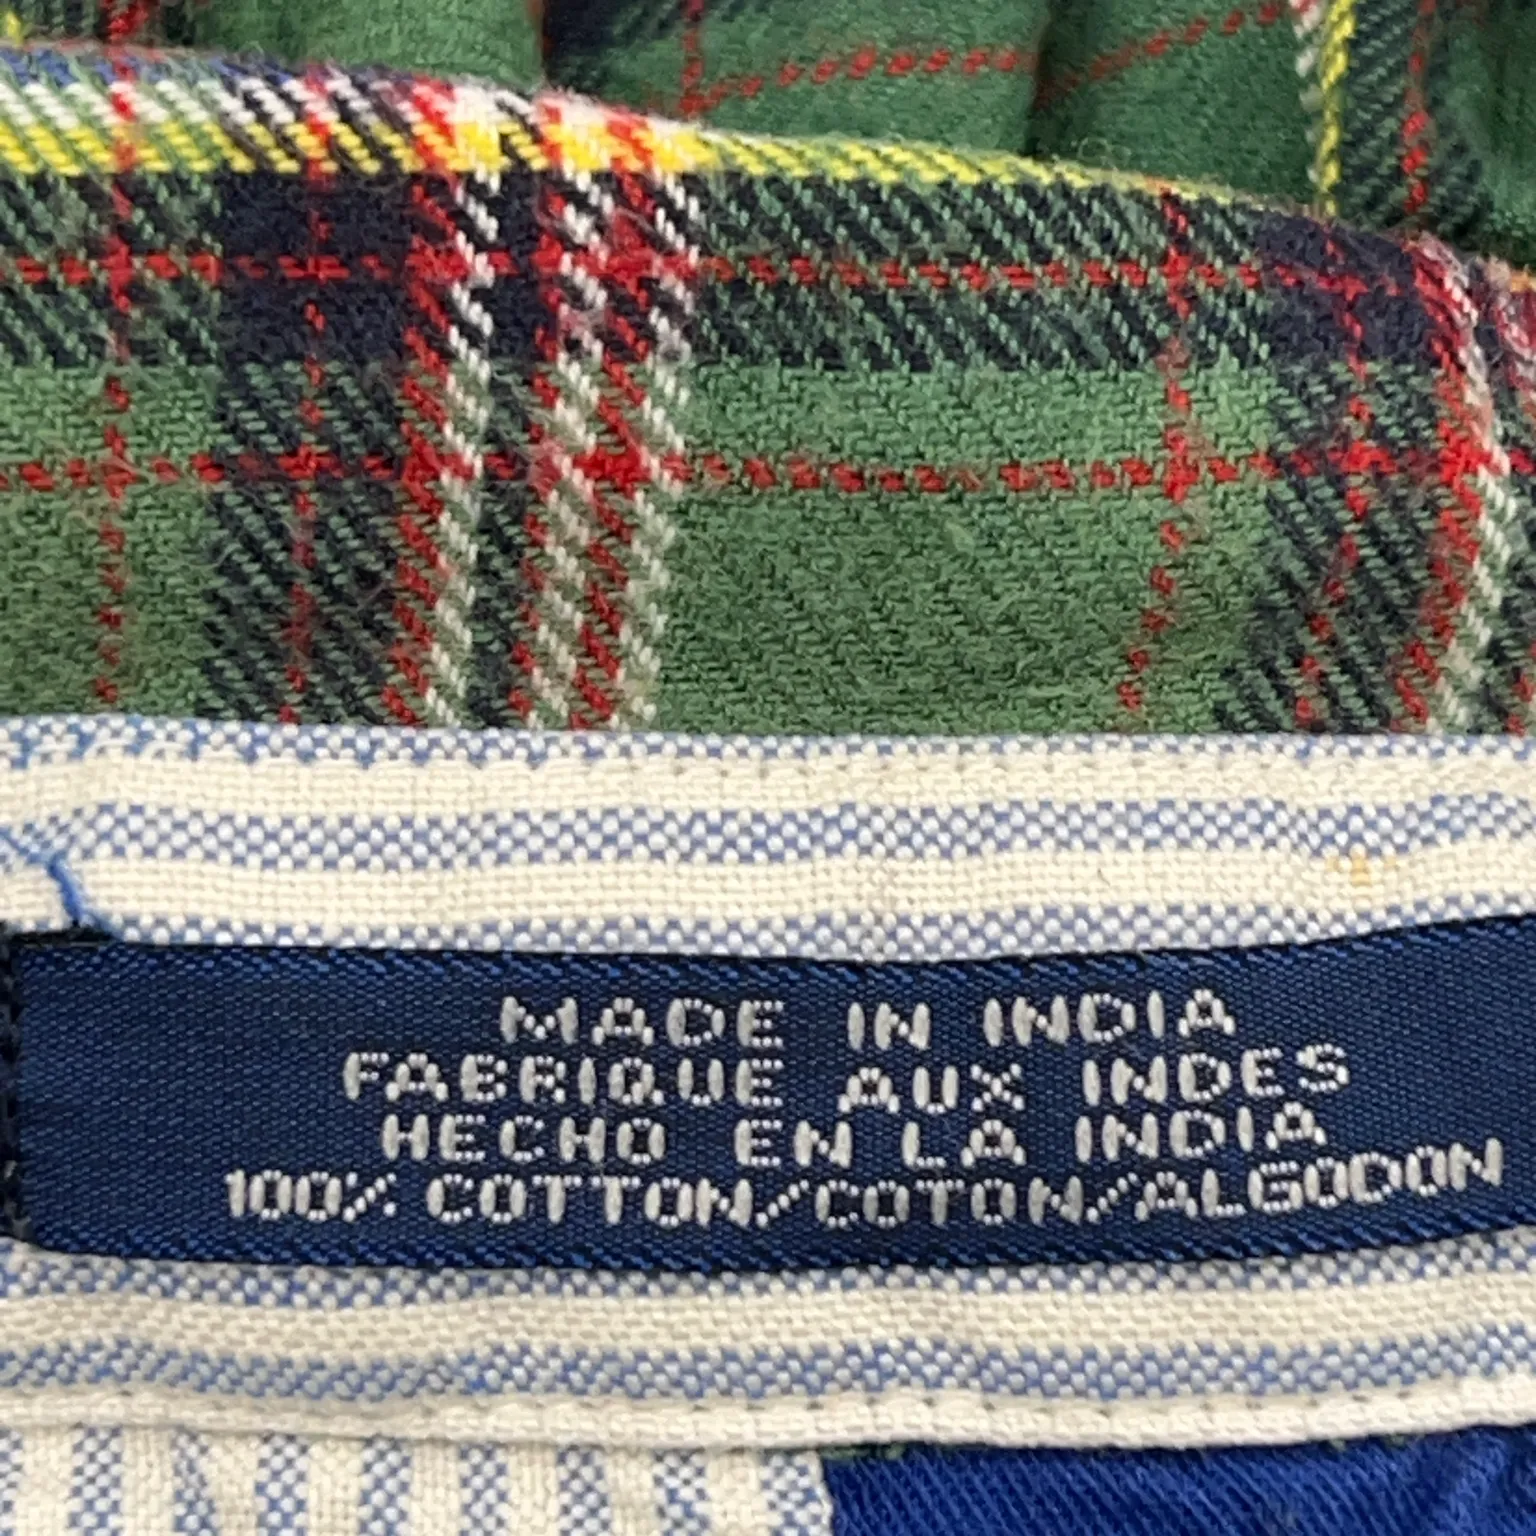 MADE IN INDIA
FABRIQUE AUX INDES
HECHO EN LA INDIA
100% COTTON/COTON/ALGODON